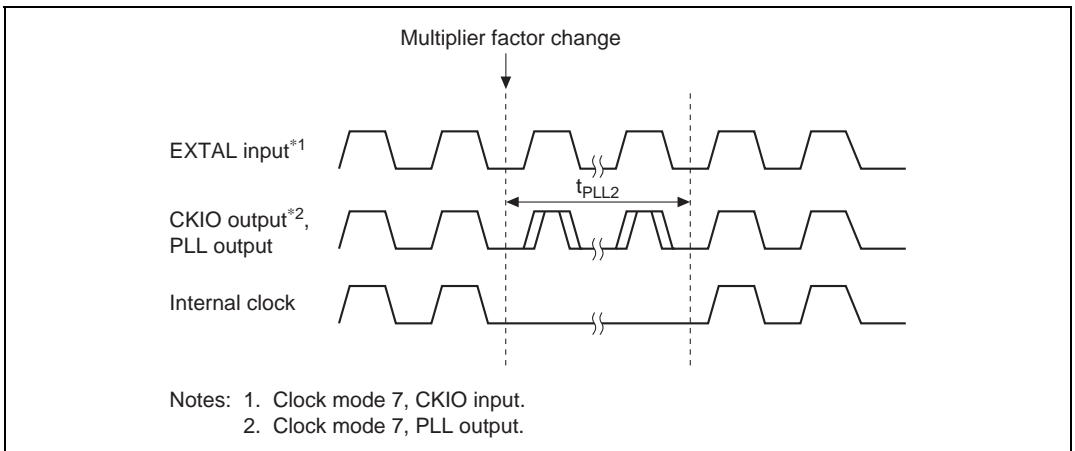 Multiplier factor change
EXTAL input*1
tPLL2
CKIO output*2,
PLL output
Internal clock
Notes: 1. Clock mode 7, CKIO input.
2. Clock mode 7, PLL output.